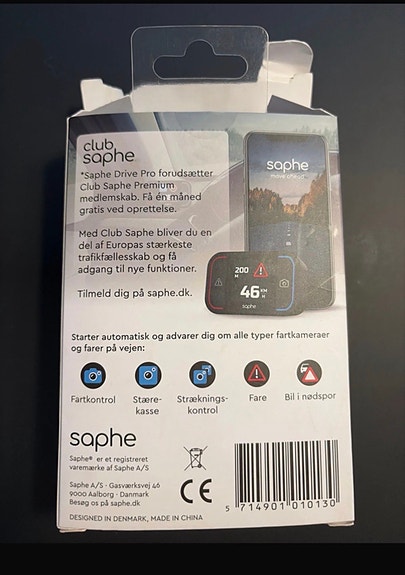 club
saphe
*Saphe Drive Pro forudsætter
Club Saphe Premium
medlemskab. Få én måned
gratis ved oprettelse.
Med Club Saphe bliver du en
del af Europas stærkeste
trafikfællesskab og få
adgang til nye funktioner.
Tilmeld dig på saphe.dk.
saphe
move ahead
200
M
46 KM
H
saphe
Starter automatisk og advarer dig om alle typer fartkameraer
og farer på vejen:
Fartkontrol
Stære-
kasse
Stræknings-
kontrol
Fare
Bil i nødspor
saphe
Saphe® er et registreret
varemærke af Saphe A/S
Saphe A/S · Gasværksvej 46
9000 Aalborg · Danmark
Besøg os på saphe.dk
DESIGNED IN DENMARK, MADE IN CHINA
CE
5 714901 010130